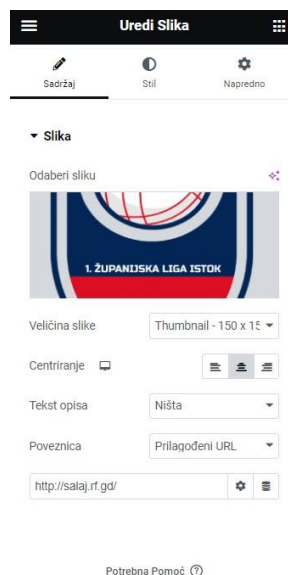 Uredi Slika
Sadržaj
Stil
Napredno
Slika
Odaberi sliku
1. ŽUPANIJSKA LIGA ISTOK
Veličina slike
Thumbnail - 150 x 15
Centriranje
Tekst opisa
Ništa
Poveznica
Prilagođeni URL
http://salaj.rf.gd/
Potrebna Pomoć